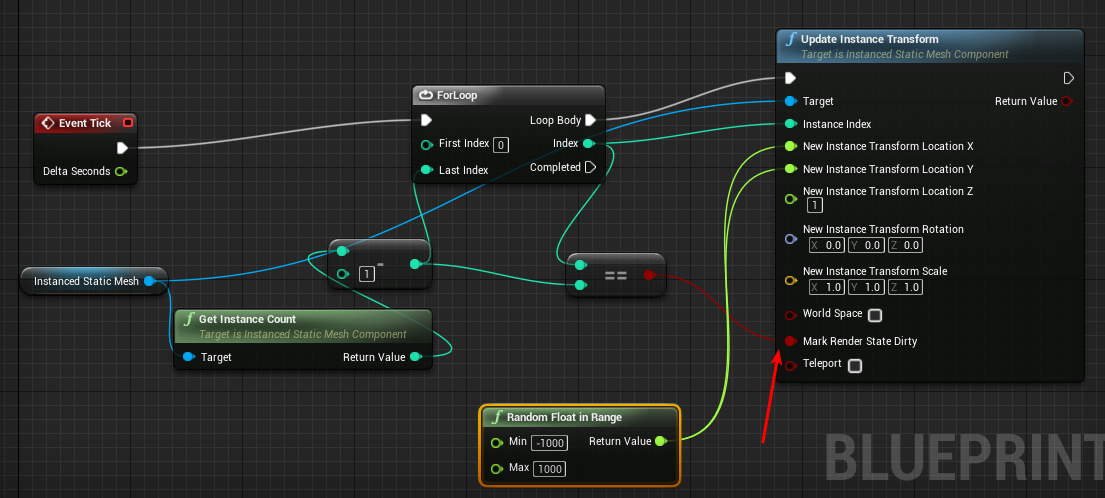 Event Tick
Delta Seconds
ForLoop
Loop Body
First Index 0
Index
Last Index
Completed
Instanced Static Mesh
-
1
Get Instance Count
Target is Instanced Static Mesh Component
Target
Return Value
==
Random Float in Range
Min -1000
Return Value
Max 1000
Update Instance Transform
Target is Instanced Static Mesh Component
Target
Return Value
Instance Index
New Instance Transform Location X
New Instance Transform Location Y
New Instance Transform Location Z
1
New Instance Transform Rotation
X 0.0 Y 0.0 Z 0.0
New Instance Transform Scale
X 1.0 Y 1.0 Z 1.0
World Space
Mark Render State Dirty
Teleport
BLUEPRINT